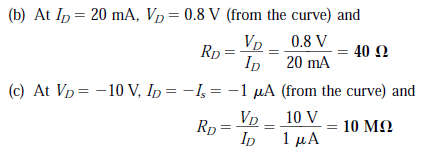 (b) At I_D = 20 mA, V_D = 0.8 V (from the curve) and
R_D = V_D / I_D = 0.8 V / 20 mA = 40 Ω
(c) At V_D = −10 V, I_D = −I_s = −1 μA (from the curve) and
R_D = V_D / I_D = 10 V / 1 μA = 10 MΩ